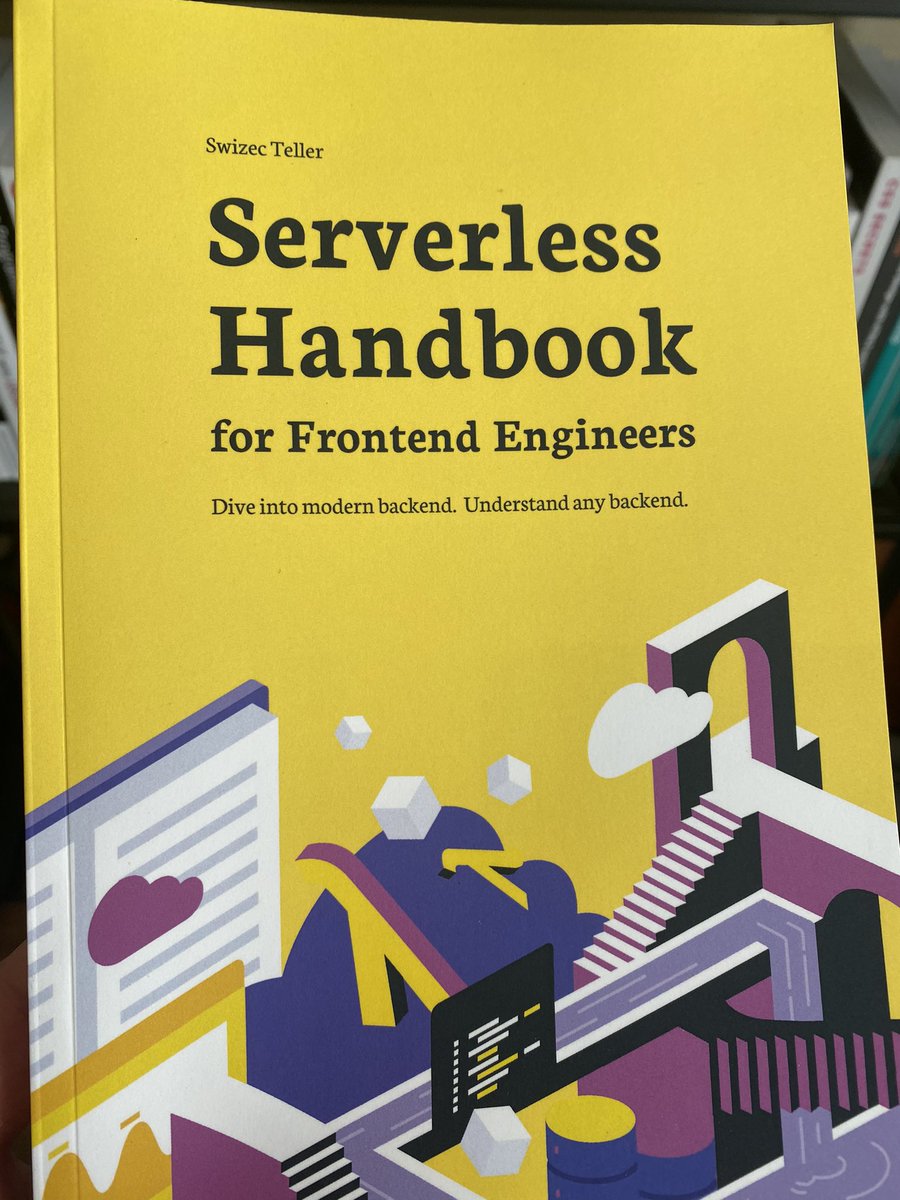 Swizec Teller
Serverless
Handbook
for Frontend Engineers
Dive into modern backend. Understand any backend.